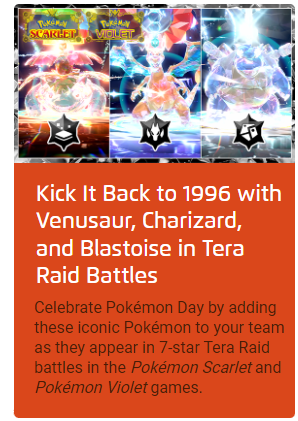 POKÉMON POKÉMON
SCARLET VIOLET
Kick It Back to 1996 with
Venusaur, Charizard,
and Blastoise in Tera
Raid Battles
Celebrate Pokémon Day by adding
these iconic Pokémon to your team
as they appear in 7-star Tera Raid
battles in the Pokémon Scarlet and
Pokémon Violet games.